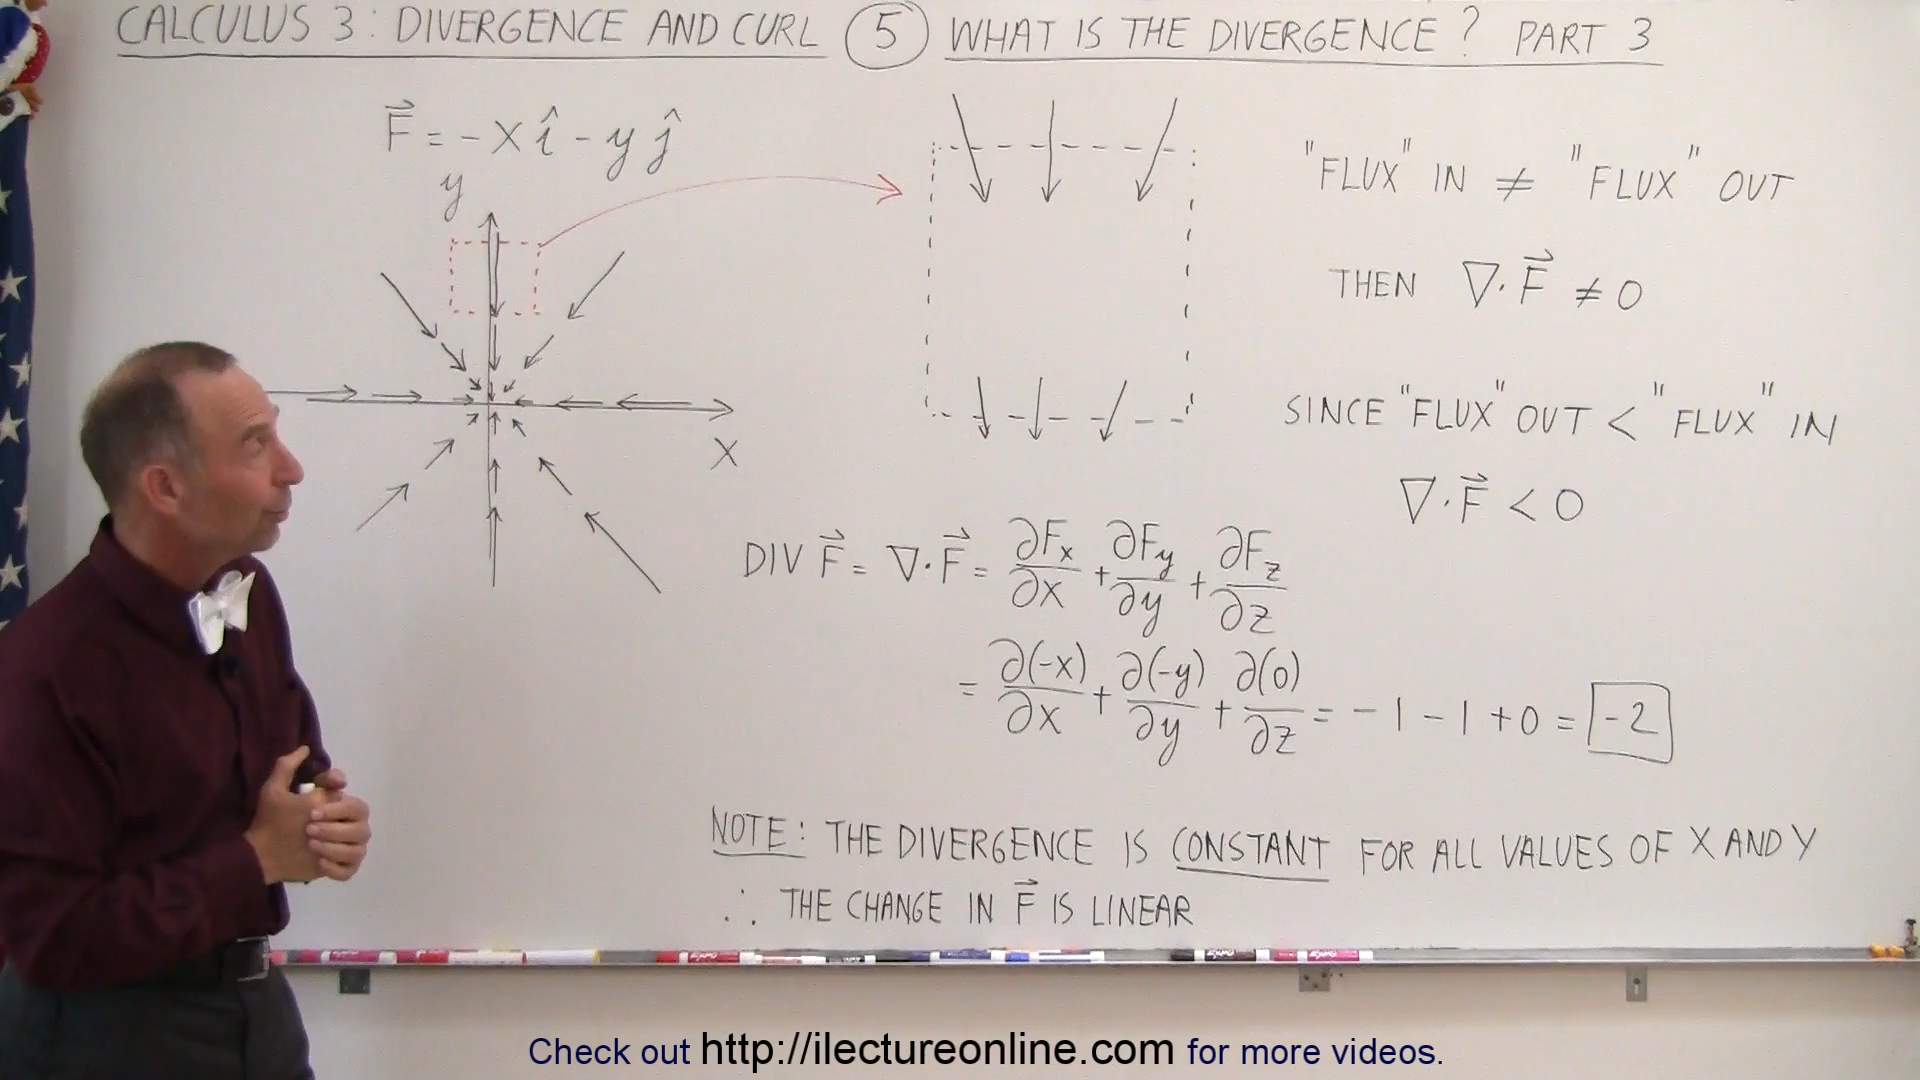 CALCULUS 3: DIVERGENCE AND CURL (5) WHAT IS THE DIVERGENCE? PART 3
F⃗ = -x î - y ĵ
y
x
"FLUX" IN ≠ "FLUX" OUT
THEN ∇·F⃗ ≠ 0
SINCE "FLUX" OUT < "FLUX" IN
∇·F⃗ < 0
DIV F⃗ = ∇·F⃗ = ∂Fx/∂x + ∂Fy/∂y + ∂Fz/∂z
= ∂(-x)/∂x + ∂(-y)/∂y + ∂(0)/∂z = -1 -1 +0 = -2
NOTE: THE DIVERGENCE IS CONSTANT FOR ALL VALUES OF X AND Y
∴ THE CHANGE IN F⃗ IS LINEAR
Check out http://ilectureonline.com for more videos.